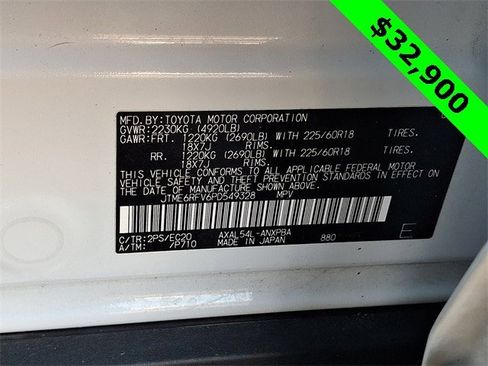 $32,900
MFD.BY:TOYOTA MOTOR CORPORATION
GVWR:2230KG (4920LB)
GAWR:FRT. 1220KG (2690LB) WITH 225/60R18 TIRES.
18X7J RIMS.
RR. 1220KG (2690LB) WITH 225/60R18 TIRES.
18X7J RIMS.
THIS VEHICLE CONFORMS TO ALL APPLICABLE FEDERAL MOTOR
VEHICLE SAFETY AND THEFT PREVENTION STANDARDS IN EFFECT ON
THE DATE OF MANUFACTURE SHOWN ABOVE.
JTME6RFV6PD549328 MPV
C/TR:2PS/EC20 AXAL54L-ANXPBA E
A/TM: /P710 MADE IN JAPAN 880